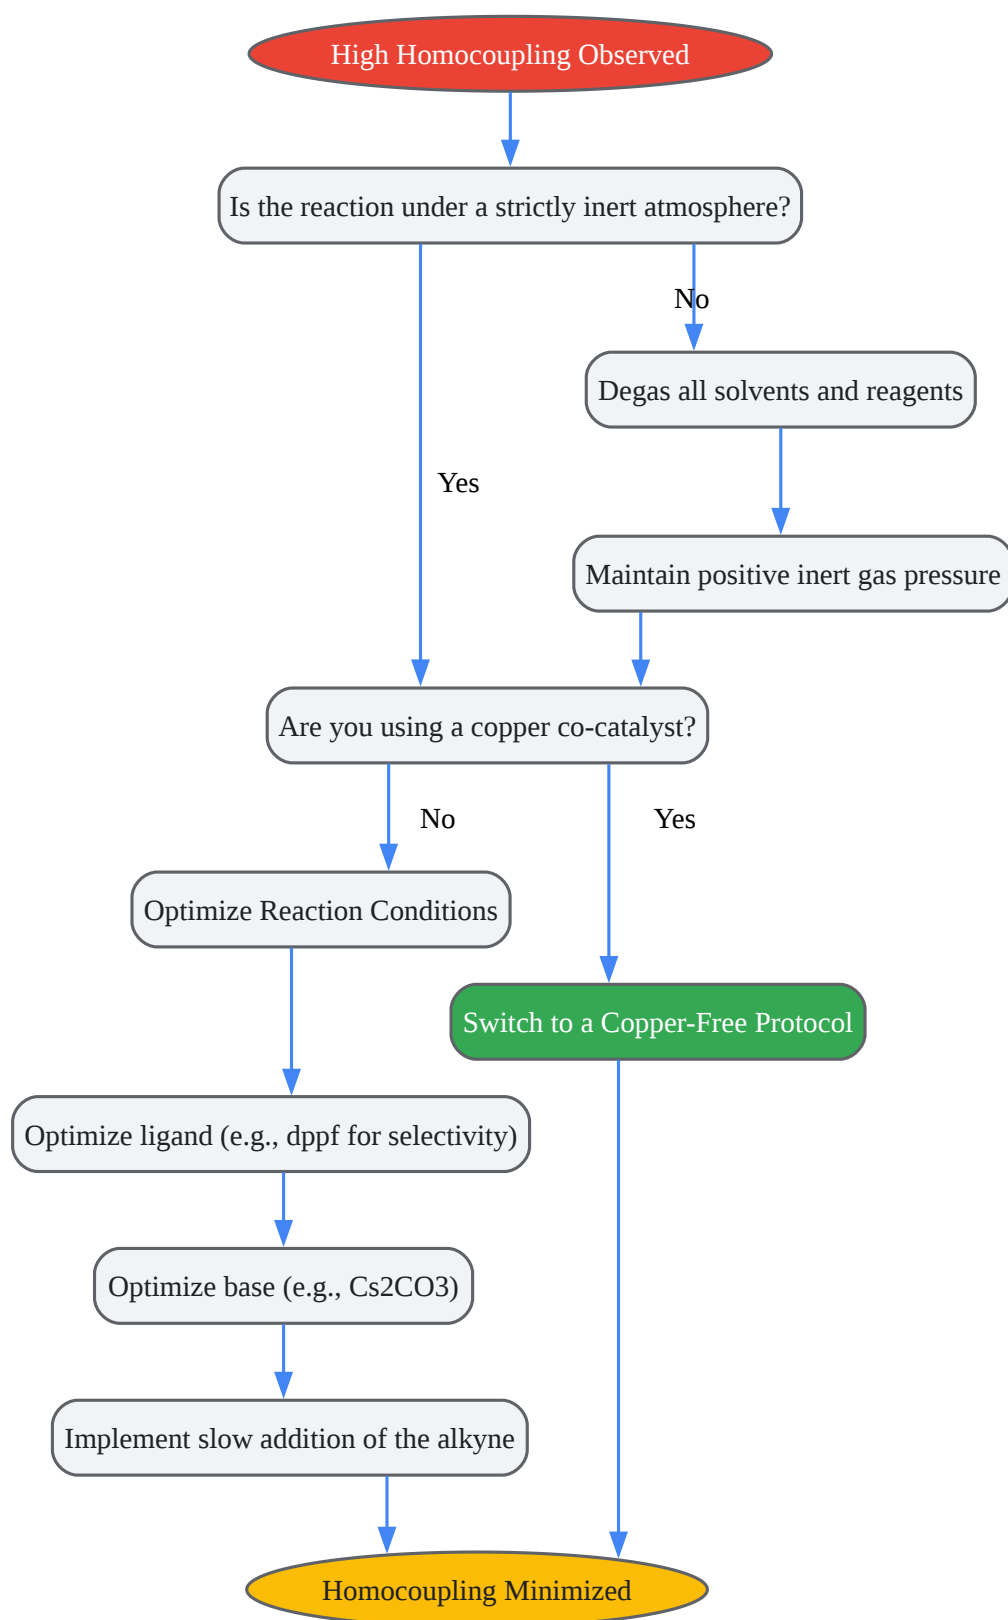 High Homocoupling Observed
Is the reaction under a strictly inert atmosphere?
No
Degas all solvents and reagents
Yes
Maintain positive inert gas pressure
Are you using a copper co-catalyst?
No
Yes
Optimize Reaction Conditions
Switch to a Copper-Free Protocol
Optimize ligand (e.g., dppf for selectivity)
Optimize base (e.g., Cs2CO3)
Implement slow addition of the alkyne
Homocoupling Minimized